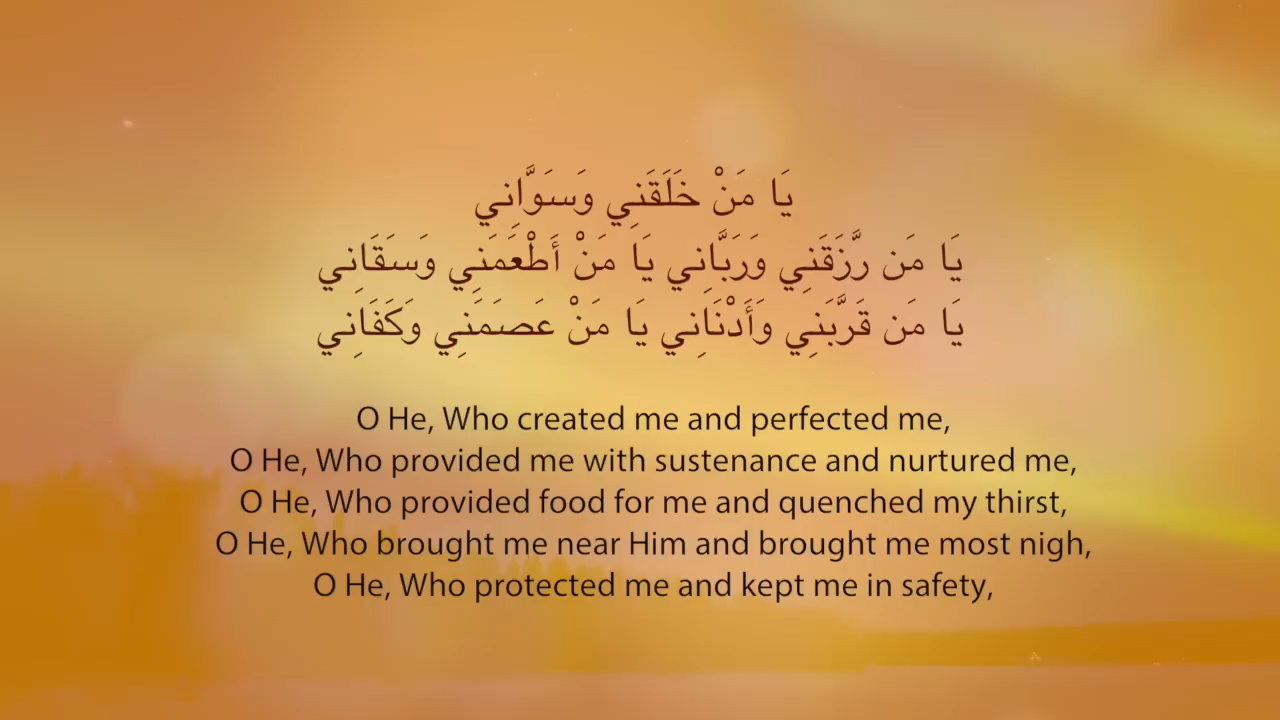 يَا مَنْ خَلَقَنِي وَسَوَّانِي
يَا مَن رَّزَقَنِي وَرَبَّانِي يَا مَنْ أَطْعَمَنِي وَسَقَانِي
يَا مَن قَرَّبَنِي وَأَدْنَانِي يَا مَنْ عَصَمَنِي وَكَفَانِي
O He, Who created me and perfected me,
O He, Who provided me with sustenance and nurtured me,
O He, Who provided food for me and quenched my thirst,
O He, Who brought me near Him and brought me most nigh,
O He, Who protected me and kept me in safety,